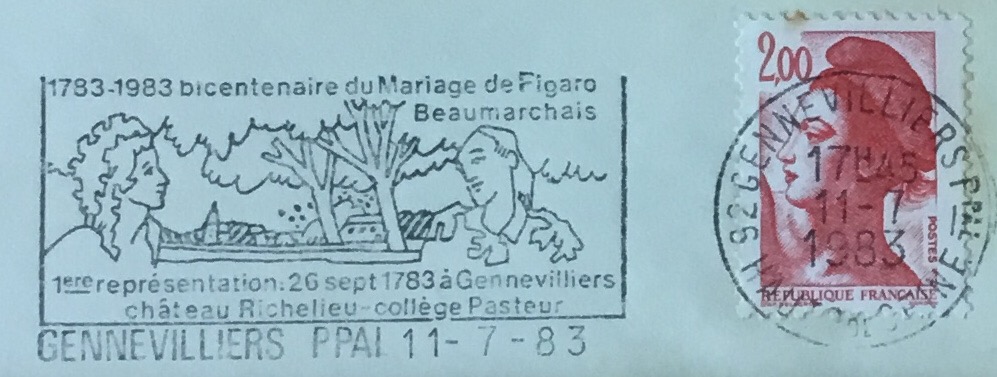 1783-1983 bicentenaire du Mariage de Figaro
Beaumarchais
1ere représentation: 26 sept 1783 à Gennevilliers
château Richelieu-collège Pasteur
GENNEVILLIERS PPAL 11-7-83
2,00
92 GENNEVILLIERS PPAL
17H45
11-7
1983
POSTES
RÉPUBLIQUE FRANÇAISE